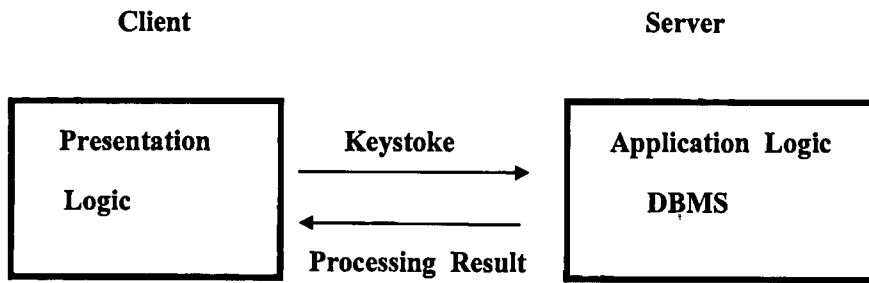 Client
Server
Presentation
Logic
Keystoke
Processing Result
Application Logic
DBMS